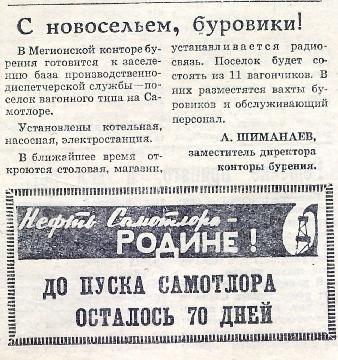 С новосельем, буровики!
В Мегионской конторе бу-
рения готовится к заселе-
нию база производственно-
диспетчерской службы—по-
селок вагонного типа на Са-
мотлоре.
Установлены котельная,
насосная, электростанция.
В ближайшее время от-
кроются столовая, магазин,
устанавливается радио-
связь. Поселок будет со-
стоять из 11 вагончиков. В
них разместятся вахты бу-
ровиков и обслуживающий
персонал.
А. ШИМАНАЕВ,
заместитель директора
конторы бурения.
Нефть Самотлора —
РОДИНЕ!
ДО ПУСКА САМОТЛОРА
ОСТАЛОСЬ 70 ДНЕЙ